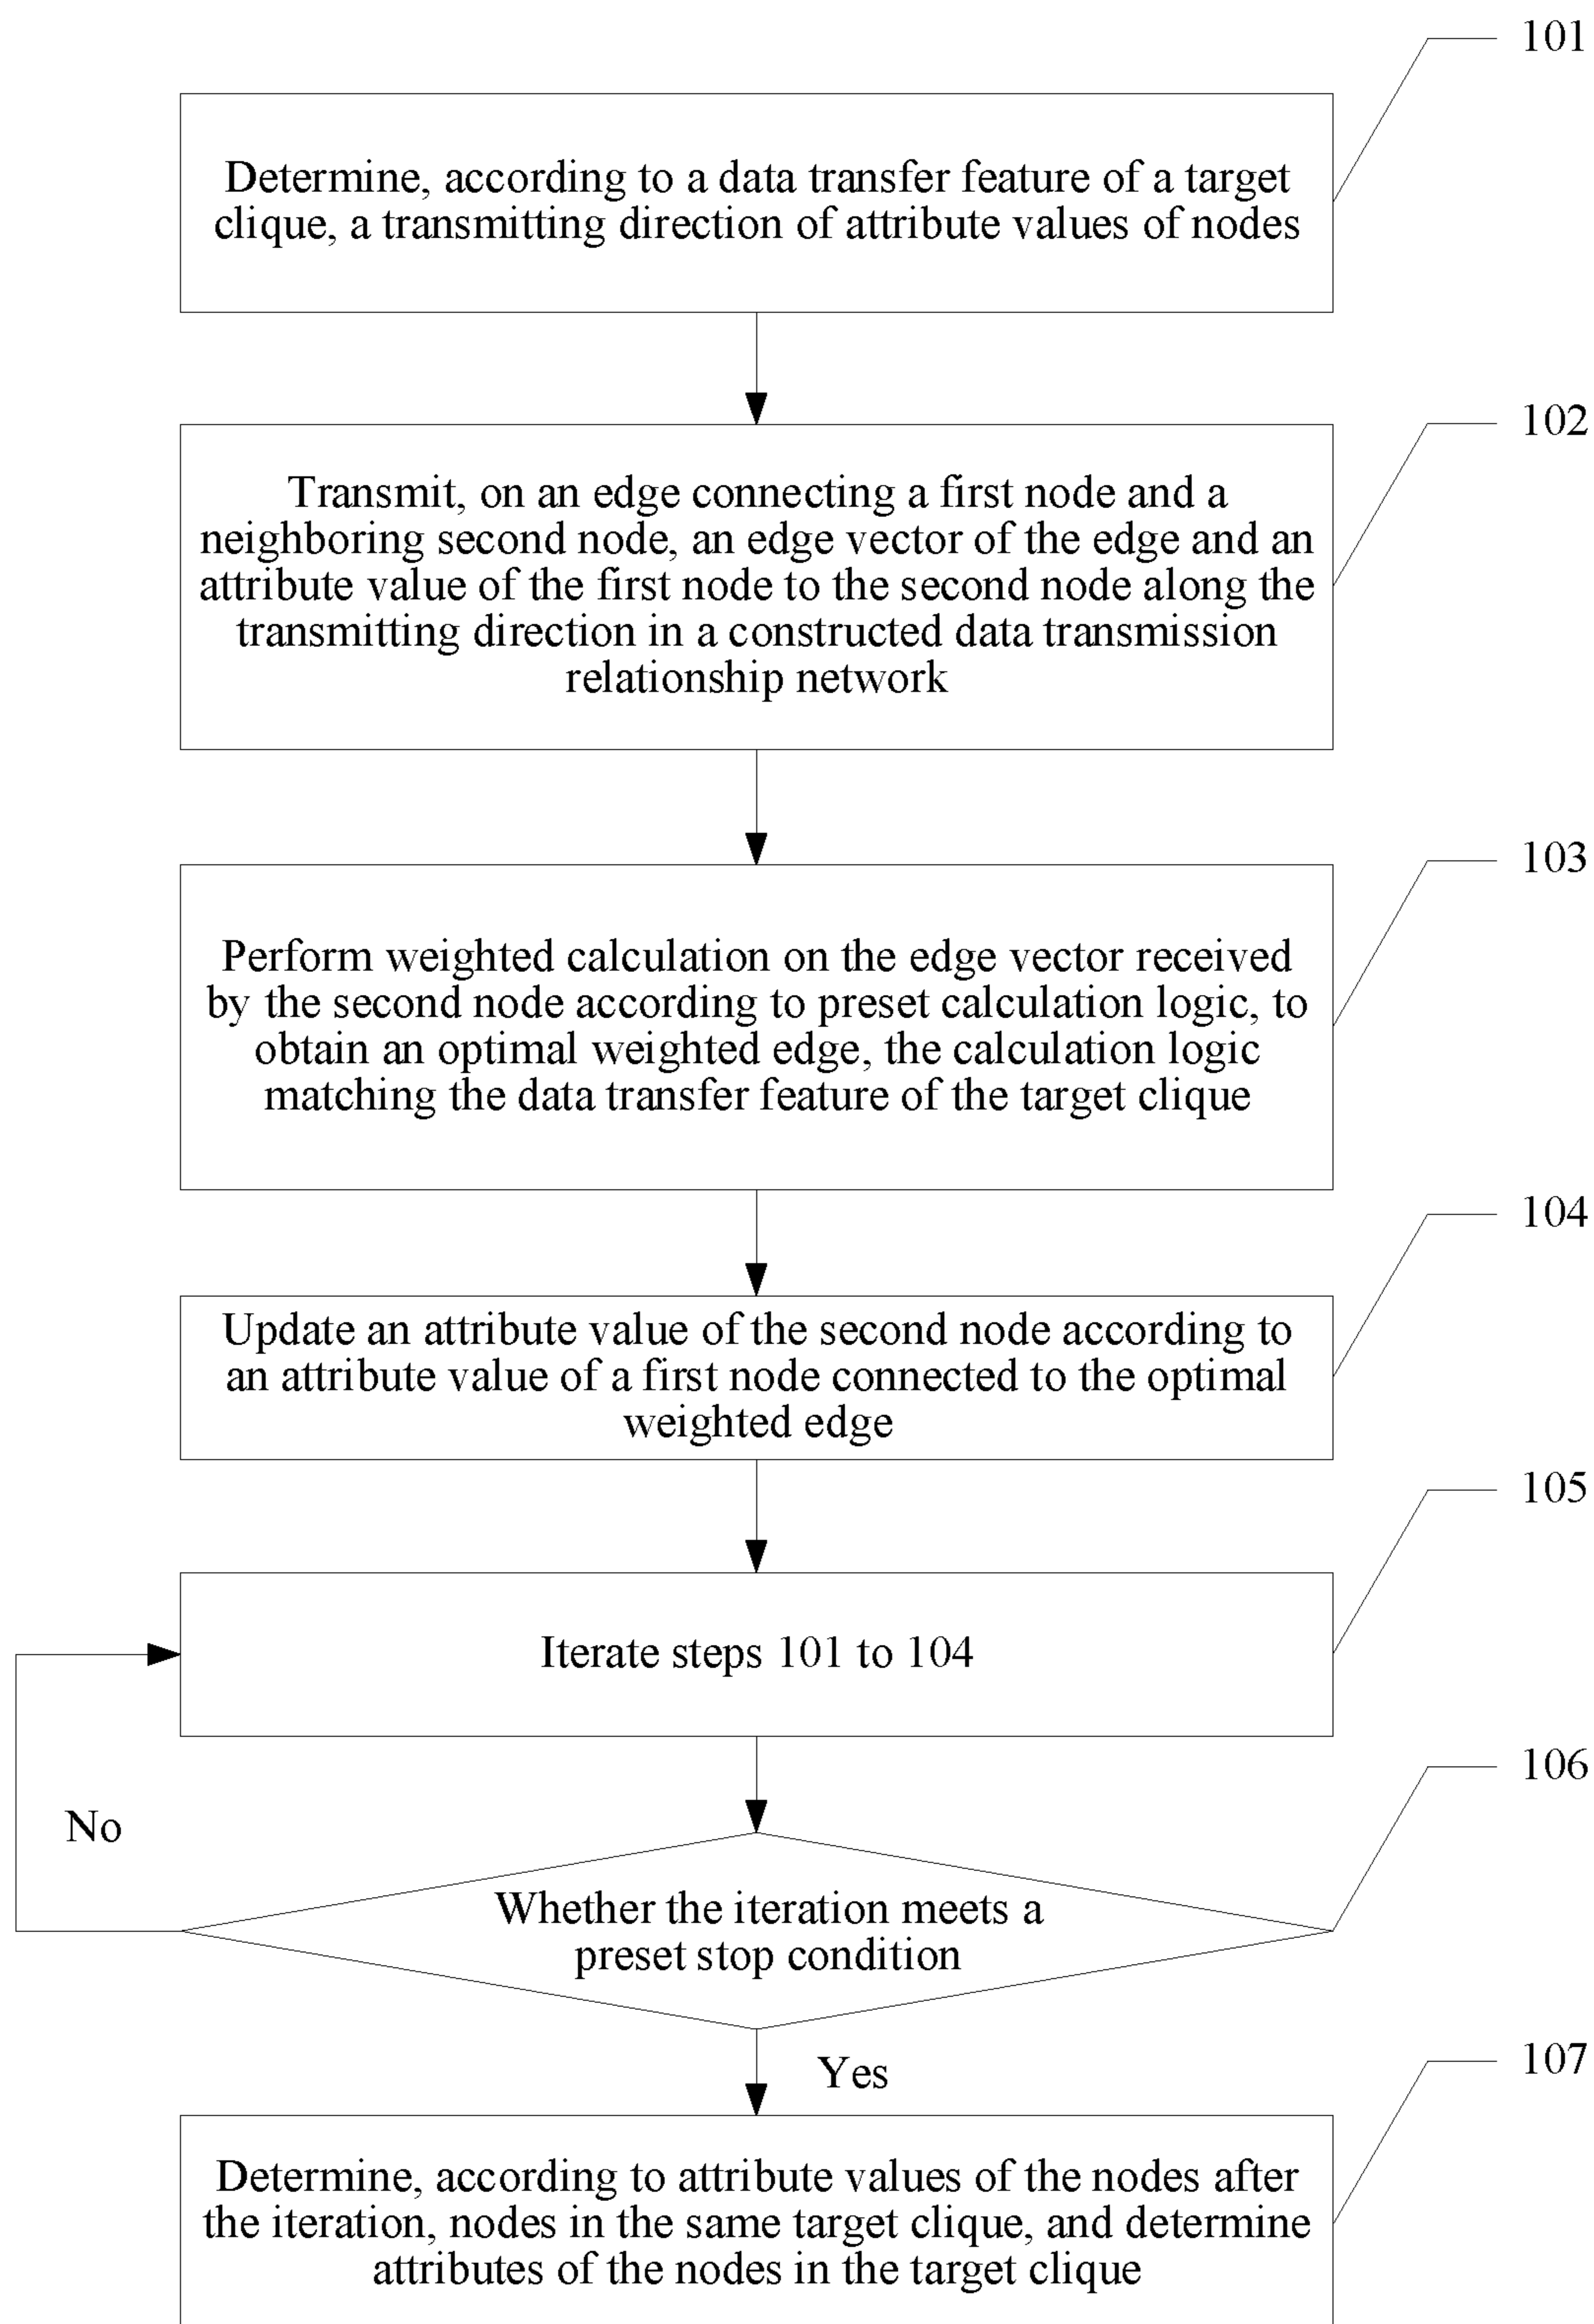 101
Determine, according to a data transfer feature of a target
clique, a transmitting direction of attribute values of nodes
102
Transmit, on an edge connecting a first node and a
neighboring second node, an edge vector of the edge and an
attribute value of the first node to the second node along the
transmitting direction in a constructed data transmission
relationship network
103
Perform weighted calculation on the edge vector received
by the second node according to preset calculation logic, to
obtain an optimal weighted edge, the calculation logic
matching the data transfer feature of the target clique
104
Update an attribute value of the second node according to
an attribute value of a first node connected to the optimal
weighted edge
105
Iterate steps 101 to 104
106
No
Whether the iteration meets a
preset stop condition
Yes
107
Determine, according to attribute values of the nodes after
the iteration, nodes in the same target clique, and determine
attributes of the nodes in the target clique